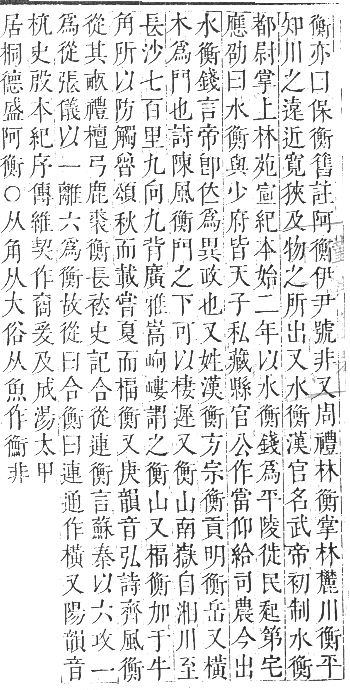 衡亦曰保衡舊註阿衡伊尹號非又周禮林衡掌林麓川衡平
知川之遠近寬狹及物之所出又水衡漢官名武帝初制水衡
都尉掌上林苑宣紀本始二年以水衡錢爲平陵徙民起第宅
應劭曰水衡與少府皆天子私藏縣官公作當仰給司農今出
水衡錢言帝卽位爲異政也又姓漢衡方宗衡貢明衡岳又橫
木爲門也詩陳風衡門之下可以棲遲又衡山南嶽自湘川至
長沙七百里九向九背廣雅嵩岣嶁謂之衡山又楅衡加于牛
角所以防觸詩魯頌秋而載嘗夏而楅衡又庚韻音弘詩齊風衡
從其畝禮檀弓鹿裘衡長袪史記合從連衡言蘇秦以六攻一
爲從張儀以一離六爲衡故從曰合衡曰連通作橫又陽韻音
杭史殷本紀序傳維契作商爰及成湯太甲
居桐德盛阿衡○从角从大俗从魚作衡非